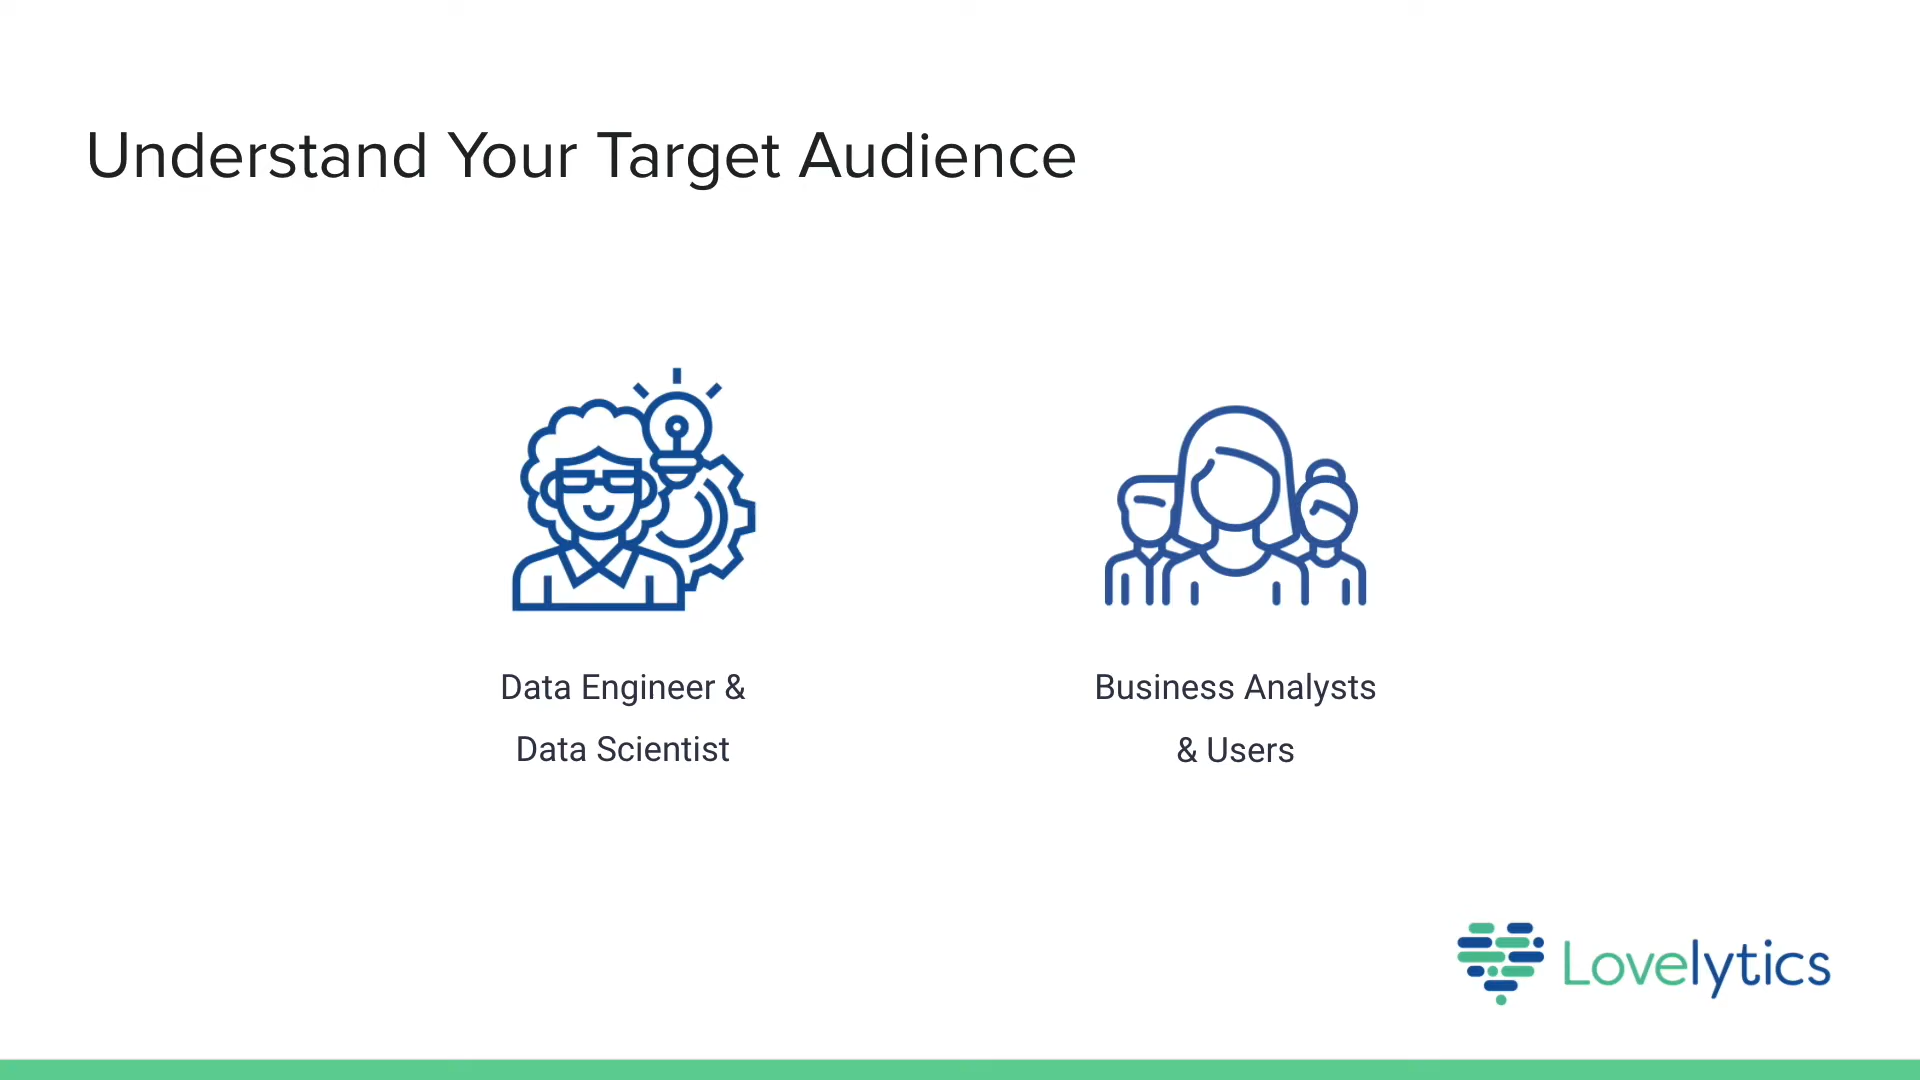 Understand Your Target Audience
Data Engineer &
Data Scientist
Business Analysts
& Users
Lovelytics